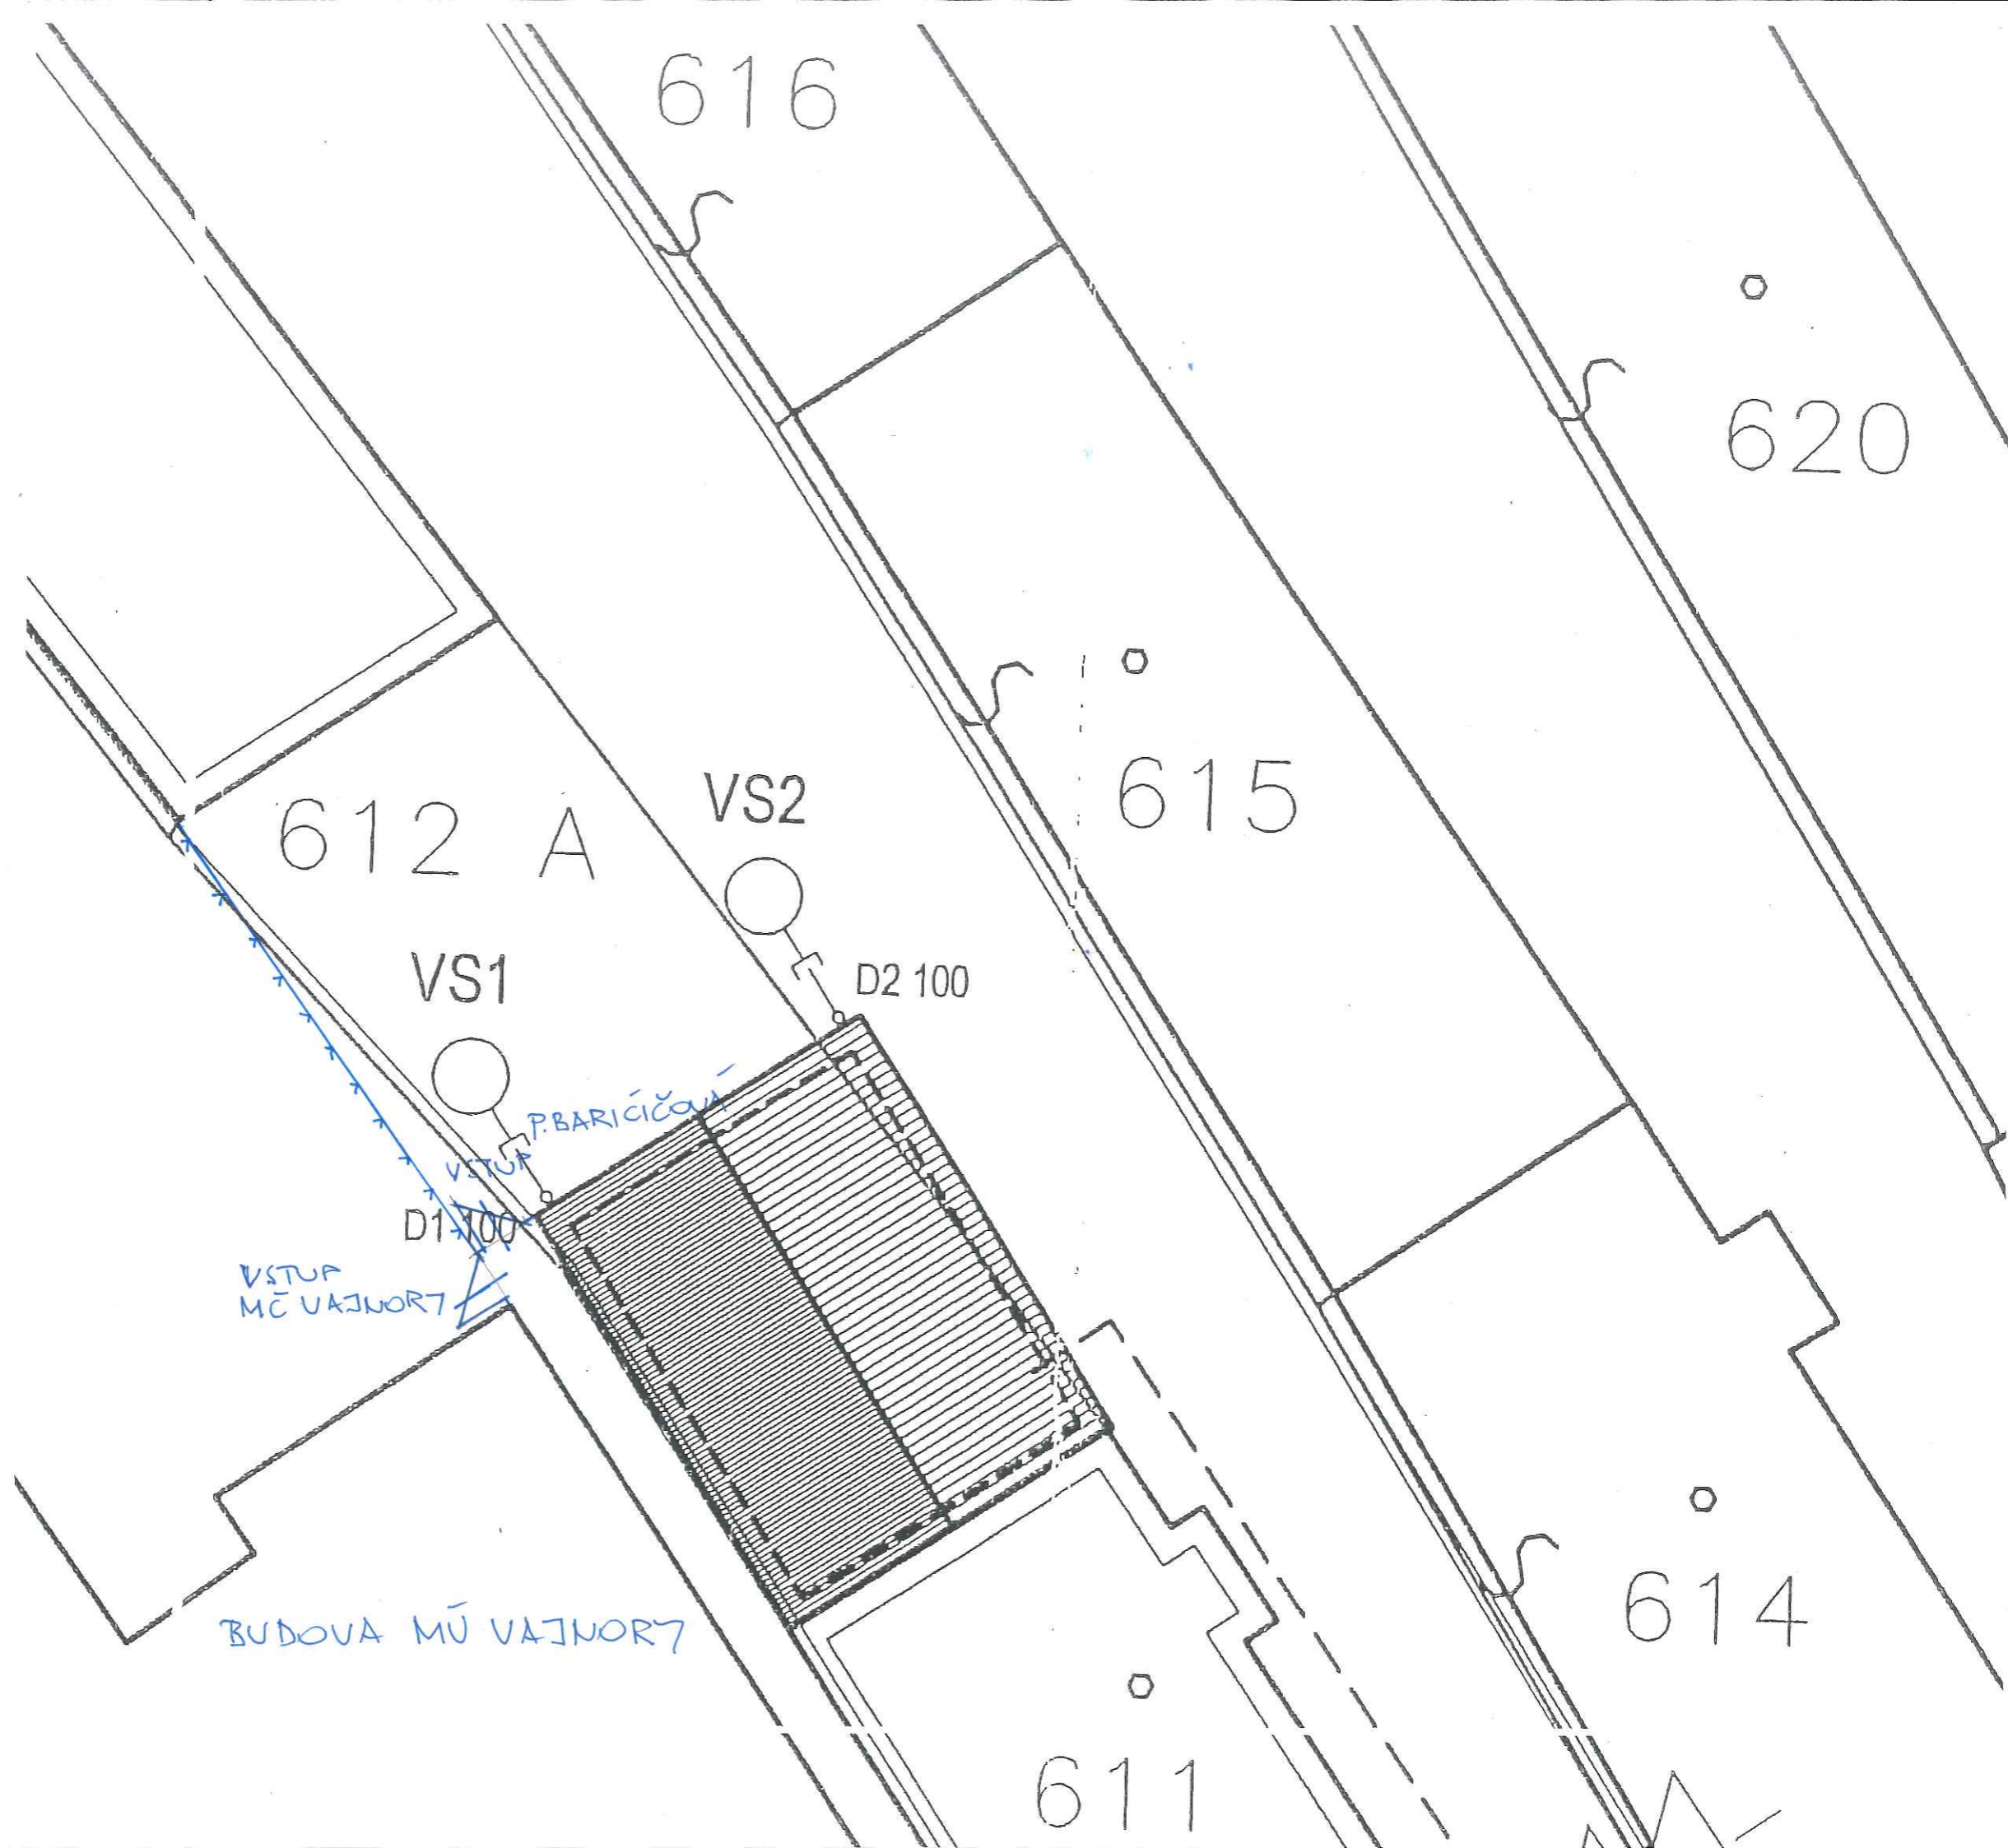 616
620
VS2
615
612 A
VS1
D2 100
P. BARIČIČOVÁ
VSTUP
D1 100
VSTUP
MČ VAJNORY
614
BUDOVA MÚ VAJNORY
611